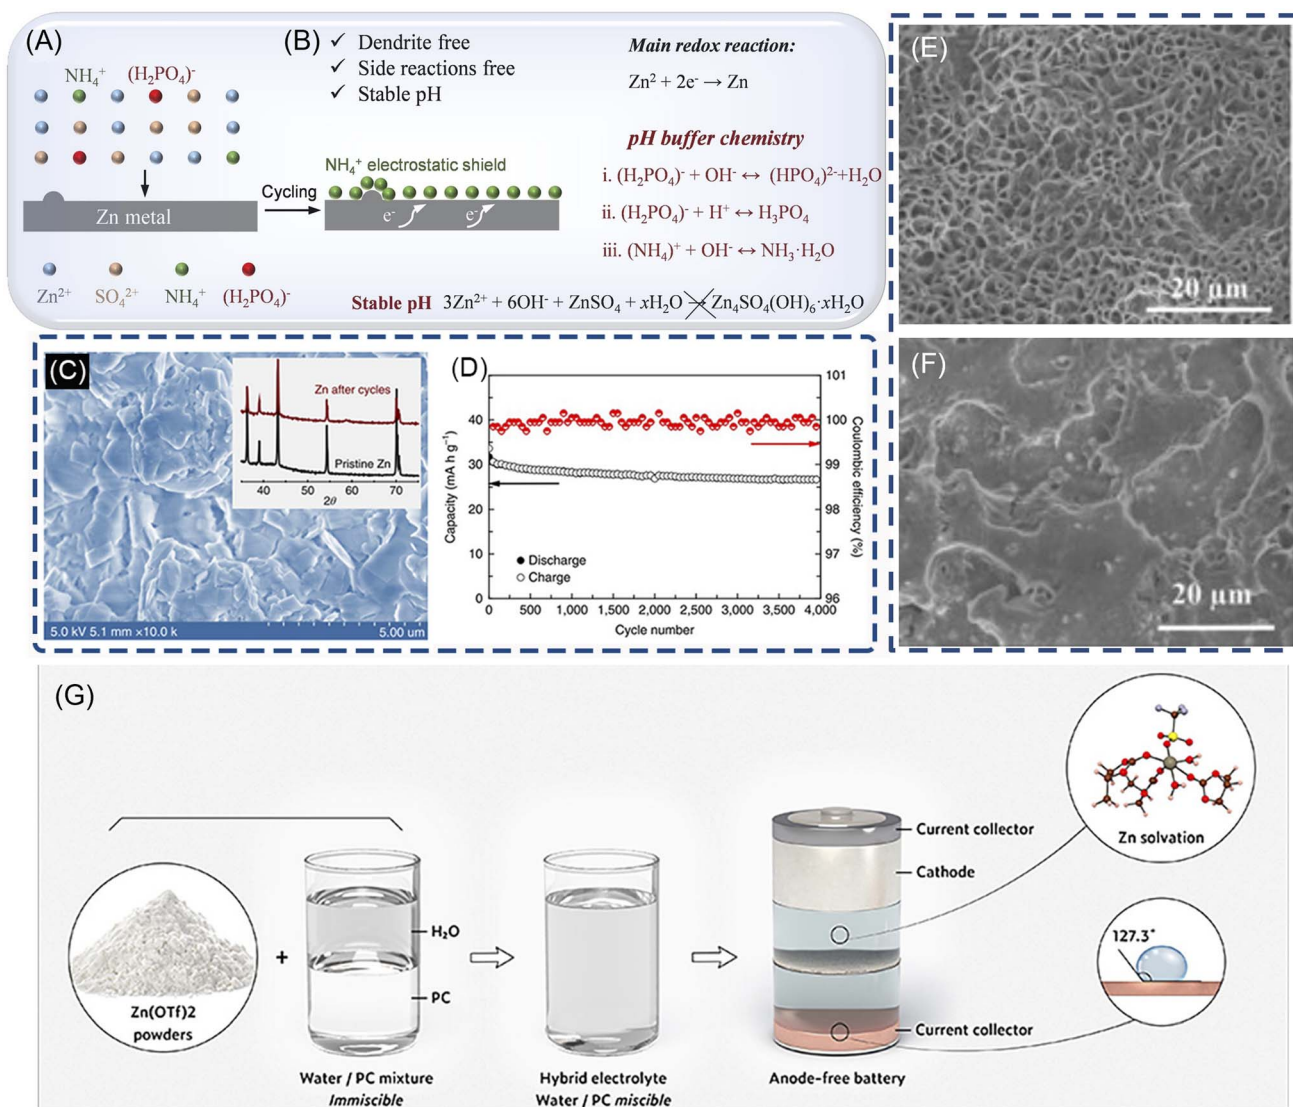 (A)
NH₄⁺ (H₂PO₄)⁻
Zn metal
Zn²⁺ SO₄²⁺ NH₄⁺ (H₂PO₄)⁻
Cycling
(B)
✓ Dendrite free
✓ Side reactions free
✓ Stable pH
NH₄⁺ electrostatic shield
e⁻ e⁻
Main redox reaction:
Zn² + 2e⁻ → Zn
pH buffer chemistry
i. (H₂PO₄)⁻ + OH⁻ ↔ (HPO₄)²⁻+H₂O
ii. (H₂PO₄)⁻ + H⁺ ↔ H₃PO₄
iii. (NH₄)⁺ + OH⁻ ↔ NH₃·H₂O
Stable pH 3Zn²⁺ + 6OH⁻ + ZnSO₄ + xH₂O → Zn₄SO₄(OH)₆·xH₂O
(C)
Zn after cycles
Pristine Zn
40 50 60 70
2θ
5.0 kV 5.1 mm ×10.0 k 5.00 um
(D)
Capacity (mA h g⁻¹)
40
30
20
10
0
101
100
99
98
97
96
Coulombic efficiency (%)
Discharge
Charge
0 500 1,000 1,500 2,000 2,500 3,000 3,500 4,000
Cycle number
(E)
20 µm
(F)
20 µm
(G)
Zn(OTf)2
powders
+
H₂O
PC
Water / PC mixture
Immiscible
Hybrid electrolyte
Water / PC miscible
Current collector
Cathode
Current collector
Anode-free battery
Zn solvation
127.3°